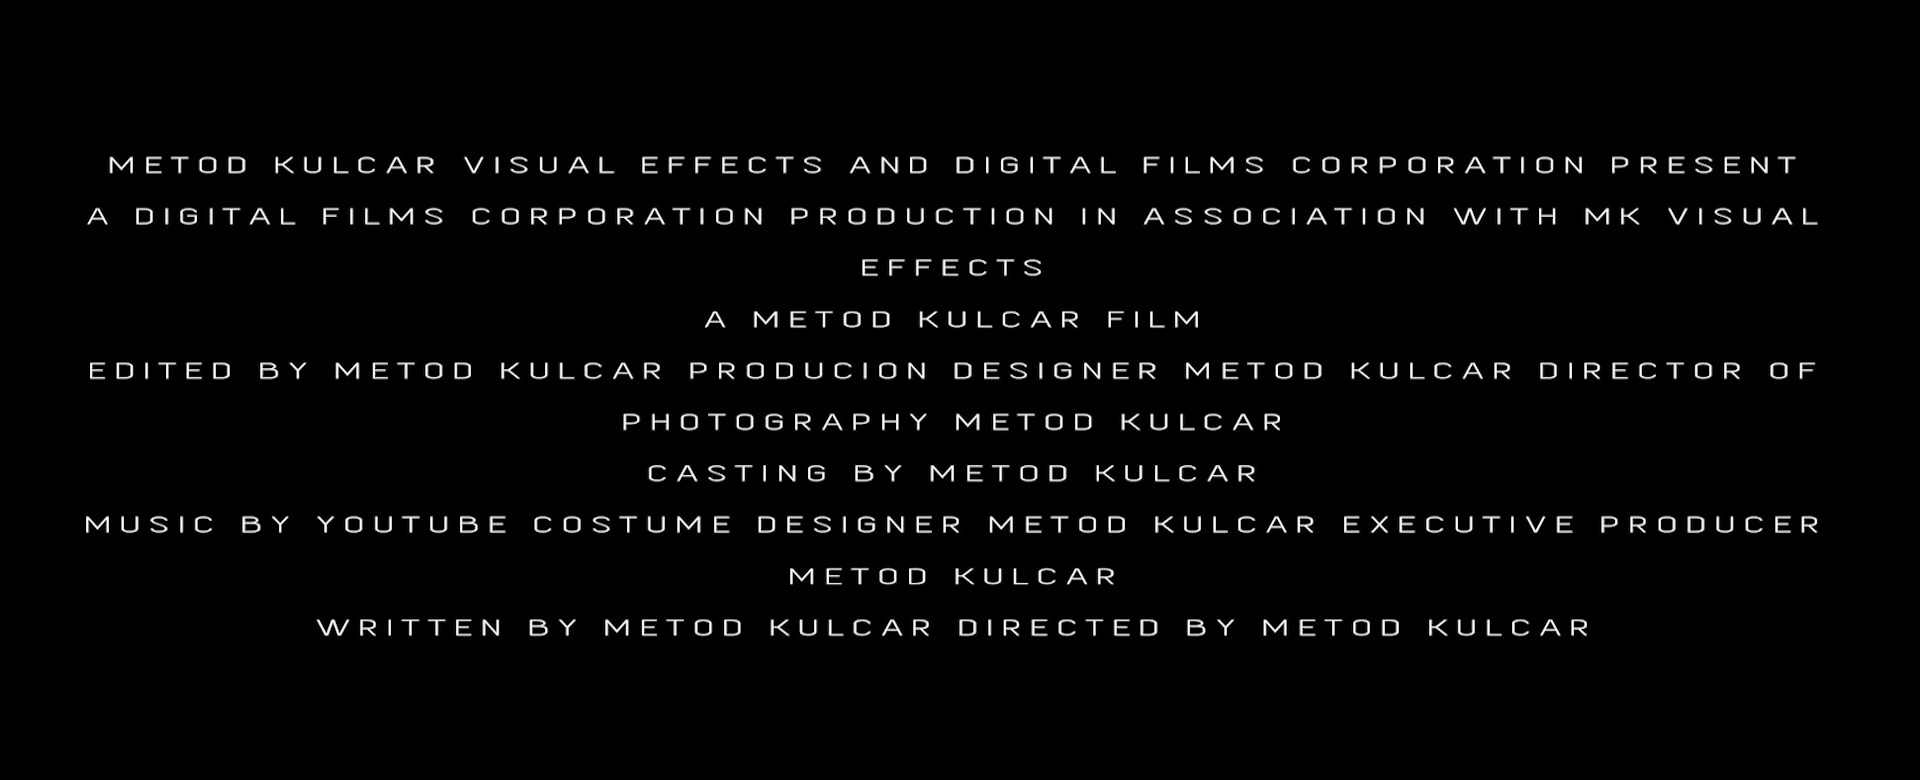 METOD KULCAR VISUAL EFFECTS AND DIGITAL FILMS CORPORATION PRESENT
A DIGITAL FILMS CORPORATION PRODUCTION IN ASSOCIATION WITH MK VISUAL
EFFECTS
A METOD KULCAR FILM
EDITED BY METOD KULCAR PRODUCION DESIGNER METOD KULCAR DIRECTOR OF
PHOTOGRAPHY METOD KULCAR
CASTING BY METOD KULCAR
MUSIC BY YOUTUBE COSTUME DESIGNER METOD KULCAR EXECUTIVE PRODUCER
METOD KULCAR
WRITTEN BY METOD KULCAR DIRECTED BY METOD KULCAR